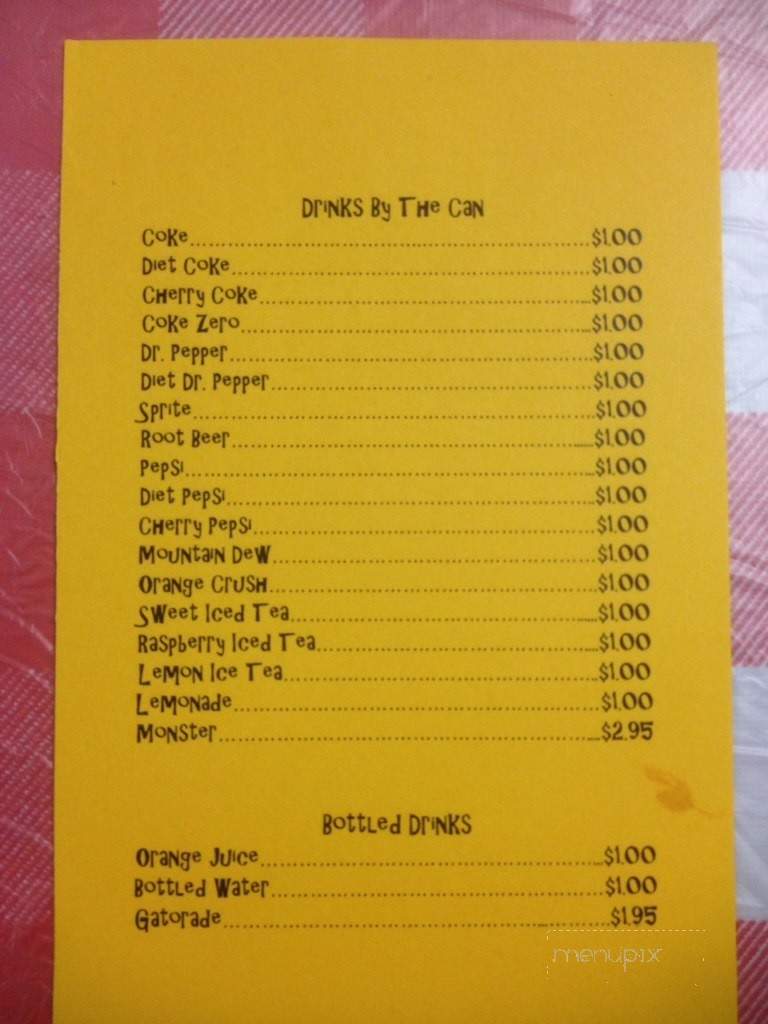 Drinks By The Can
Coke...$1.00
Diet Coke...$1.00
Cherry Coke...$1.00
Coke Zero...$1.00
Dr. Pepper...$1.00
Diet Dr. Pepper...$1.00
Sprite...$1.00
Root Beer...$1.00
Pepsi...$1.00
Diet Pepsi...$1.00
Cherry Pepsi...$1.00
Mountain Dew...$1.00
Orange Crush...$1.00
Sweet Iced Tea...$1.00
Raspberry Iced Tea...$1.00
Lemon Ice Tea...$1.00
Lemonade...$1.00
Monster...$2.95
Bottled Drinks
Orange Juice...$1.00
Bottled Water...$1.00
Gatorade...$1.95
menupix